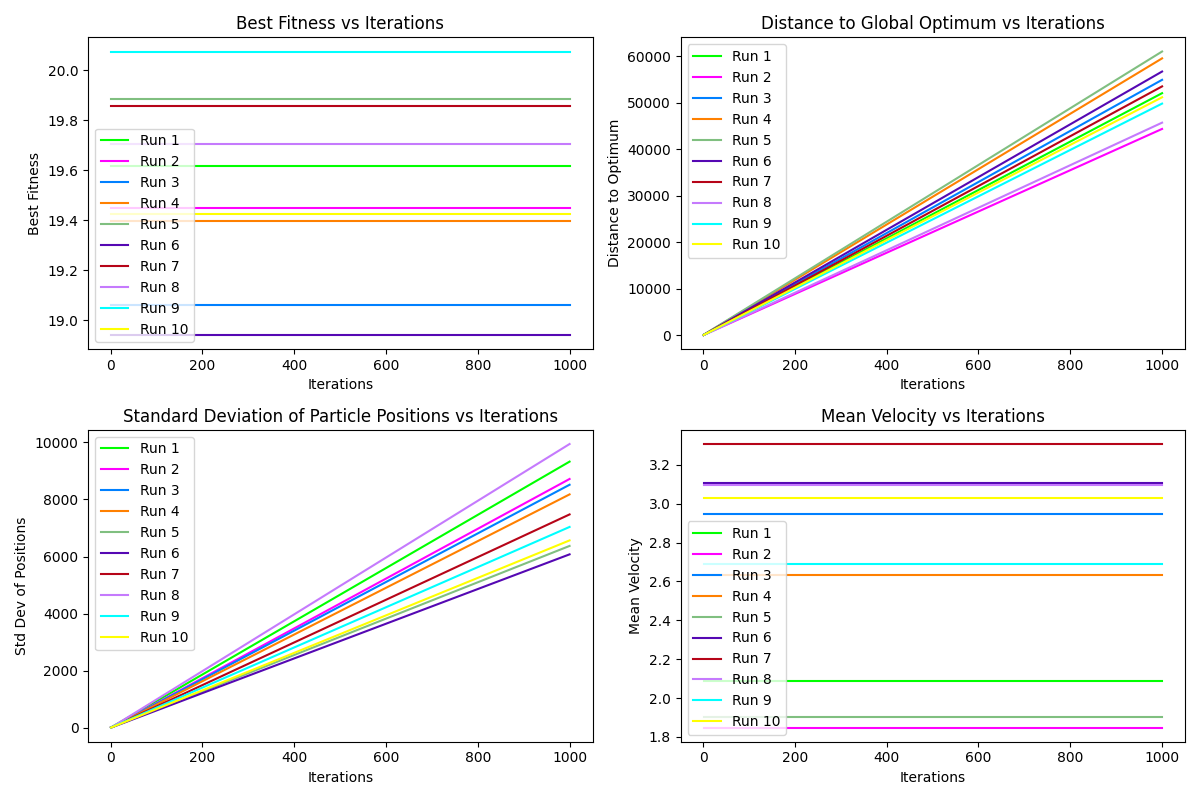 Best Fitness vs Iterations
Best Fitness
20.0
19.8
19.6
19.4
19.2
19.0
Run 1
Run 2
Run 3
Run 4
Run 5
Run 6
Run 7
Run 8
Run 9
Run 10
0 200 400 600 800 1000
Iterations
Distance to Global Optimum vs Iterations
Distance to Optimum
60000
50000
40000
30000
20000
10000
0
Run 1
Run 2
Run 3
Run 4
Run 5
Run 6
Run 7
Run 8
Run 9
Run 10
0 200 400 600 800 1000
Iterations
Standard Deviation of Particle Positions vs Iterations
Std Dev of Positions
10000
8000
6000
4000
2000
0
Run 1
Run 2
Run 3
Run 4
Run 5
Run 6
Run 7
Run 8
Run 9
Run 10
0 200 400 600 800 1000
Iterations
Mean Velocity vs Iterations
Mean Velocity
3.2
3.0
2.8
2.6
2.4
2.2
2.0
1.8
Run 1
Run 2
Run 3
Run 4
Run 5
Run 6
Run 7
Run 8
Run 9
Run 10
0 200 400 600 800 1000
Iterations